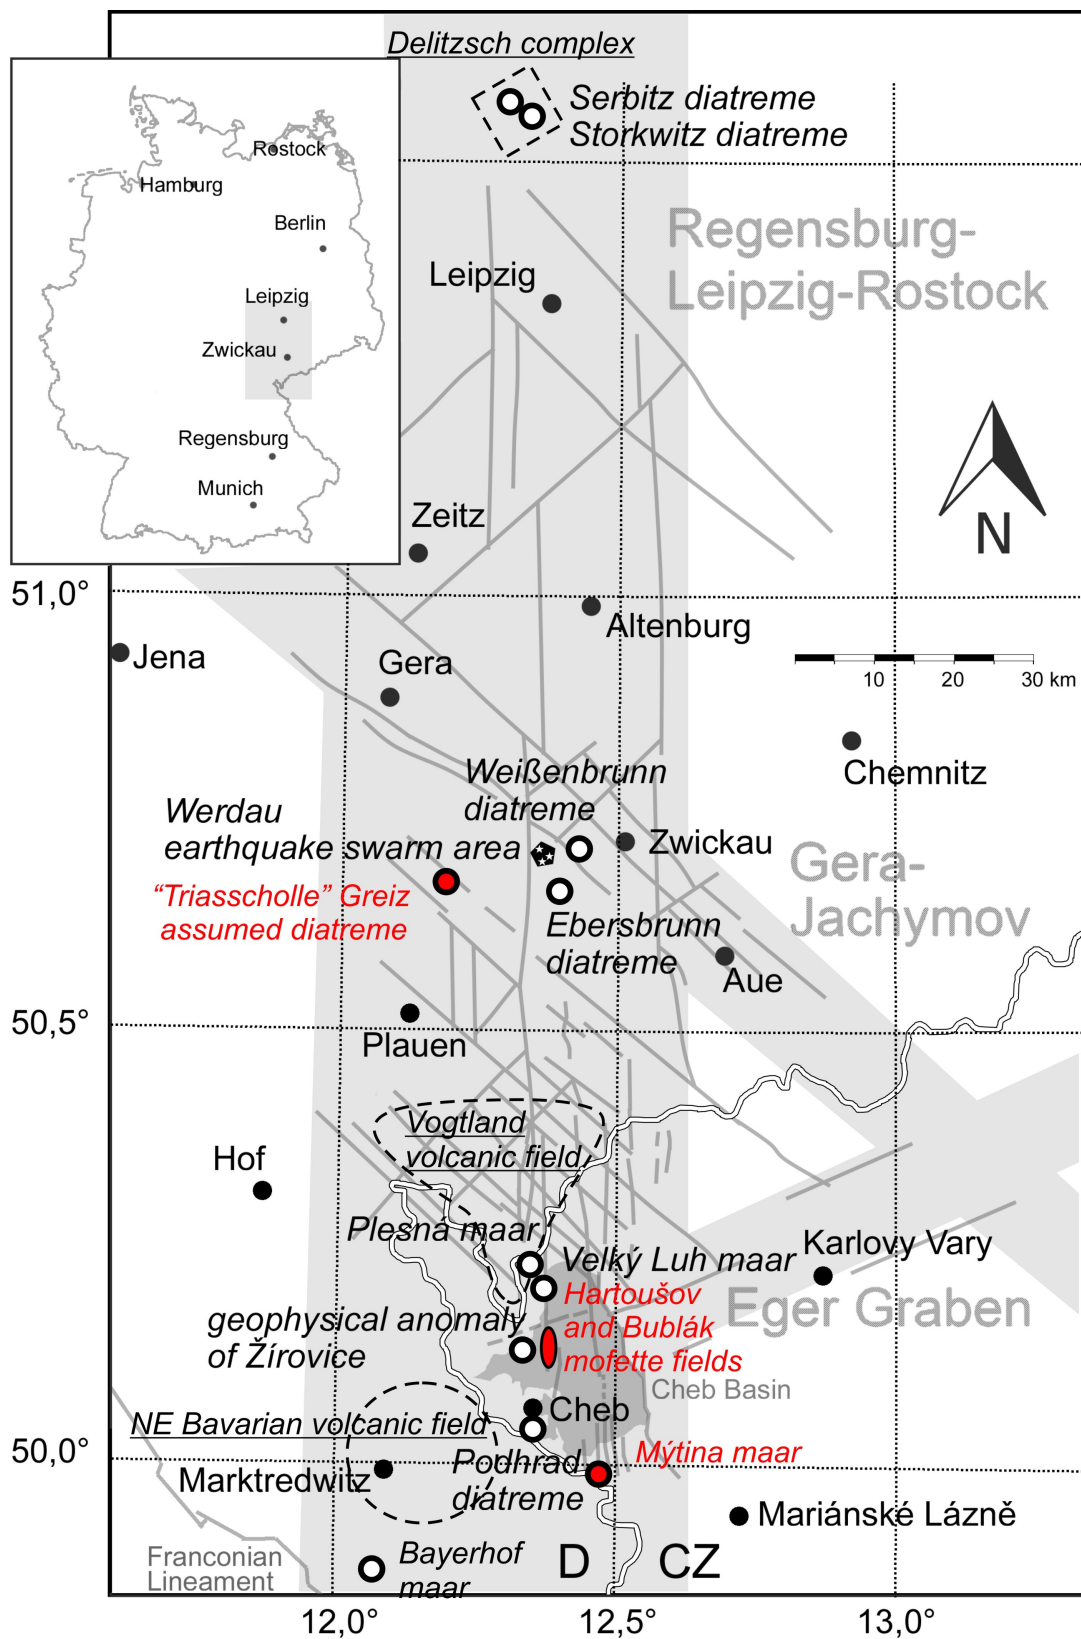 Delitzsch complex
Serbitz diatreme
Storkwitz diatreme
Rostock
Hamburg
Berlin
Leipzig
Zwickau
Regensburg
Munich
Regensburg-
Leipzig-Rostock
Leipzig
N
Zeitz
51,0°
Altenburg
Jena
Gera
10 20 30 km
Chemnitz
Weißenbrunn
diatreme
Werdau
earthquake swarm area
Zwickau
"Triasscholle" Greiz
assumed diatreme
Gera-
Jachymov
Ebersbrunn
diatreme
Aue
50,5°
Plauen
Vogtland
volcanic field
Hof
Plesná maar
Velký Luh maar
Karlovy Vary
Hartoušov
and Bublák
mofette fields
Eger Graben
geophysical anomaly
of Žírovice
Cheb Basin
Cheb
NE Bavarian volcanic field
50,0°
Mýtina maar
Marktredwitz
Podhrad
diatreme
Mariánské Lázně
Franconian
Lineament
Bayerhof
maar
D CZ
12,0° 12,5° 13,0°